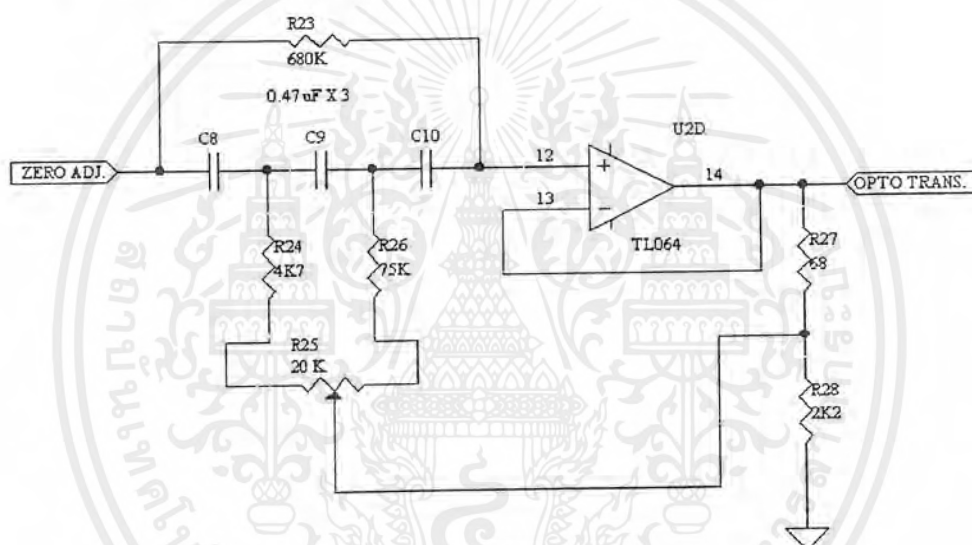 R23
680K
0.47 uF X 3
C8
C9
C10
U2D
ZERO ADJ.
12
14
OPTO TRANS.
13
TL064
R24
4K7
R26
75K
R27
68
R25
20 K
R28
2K2